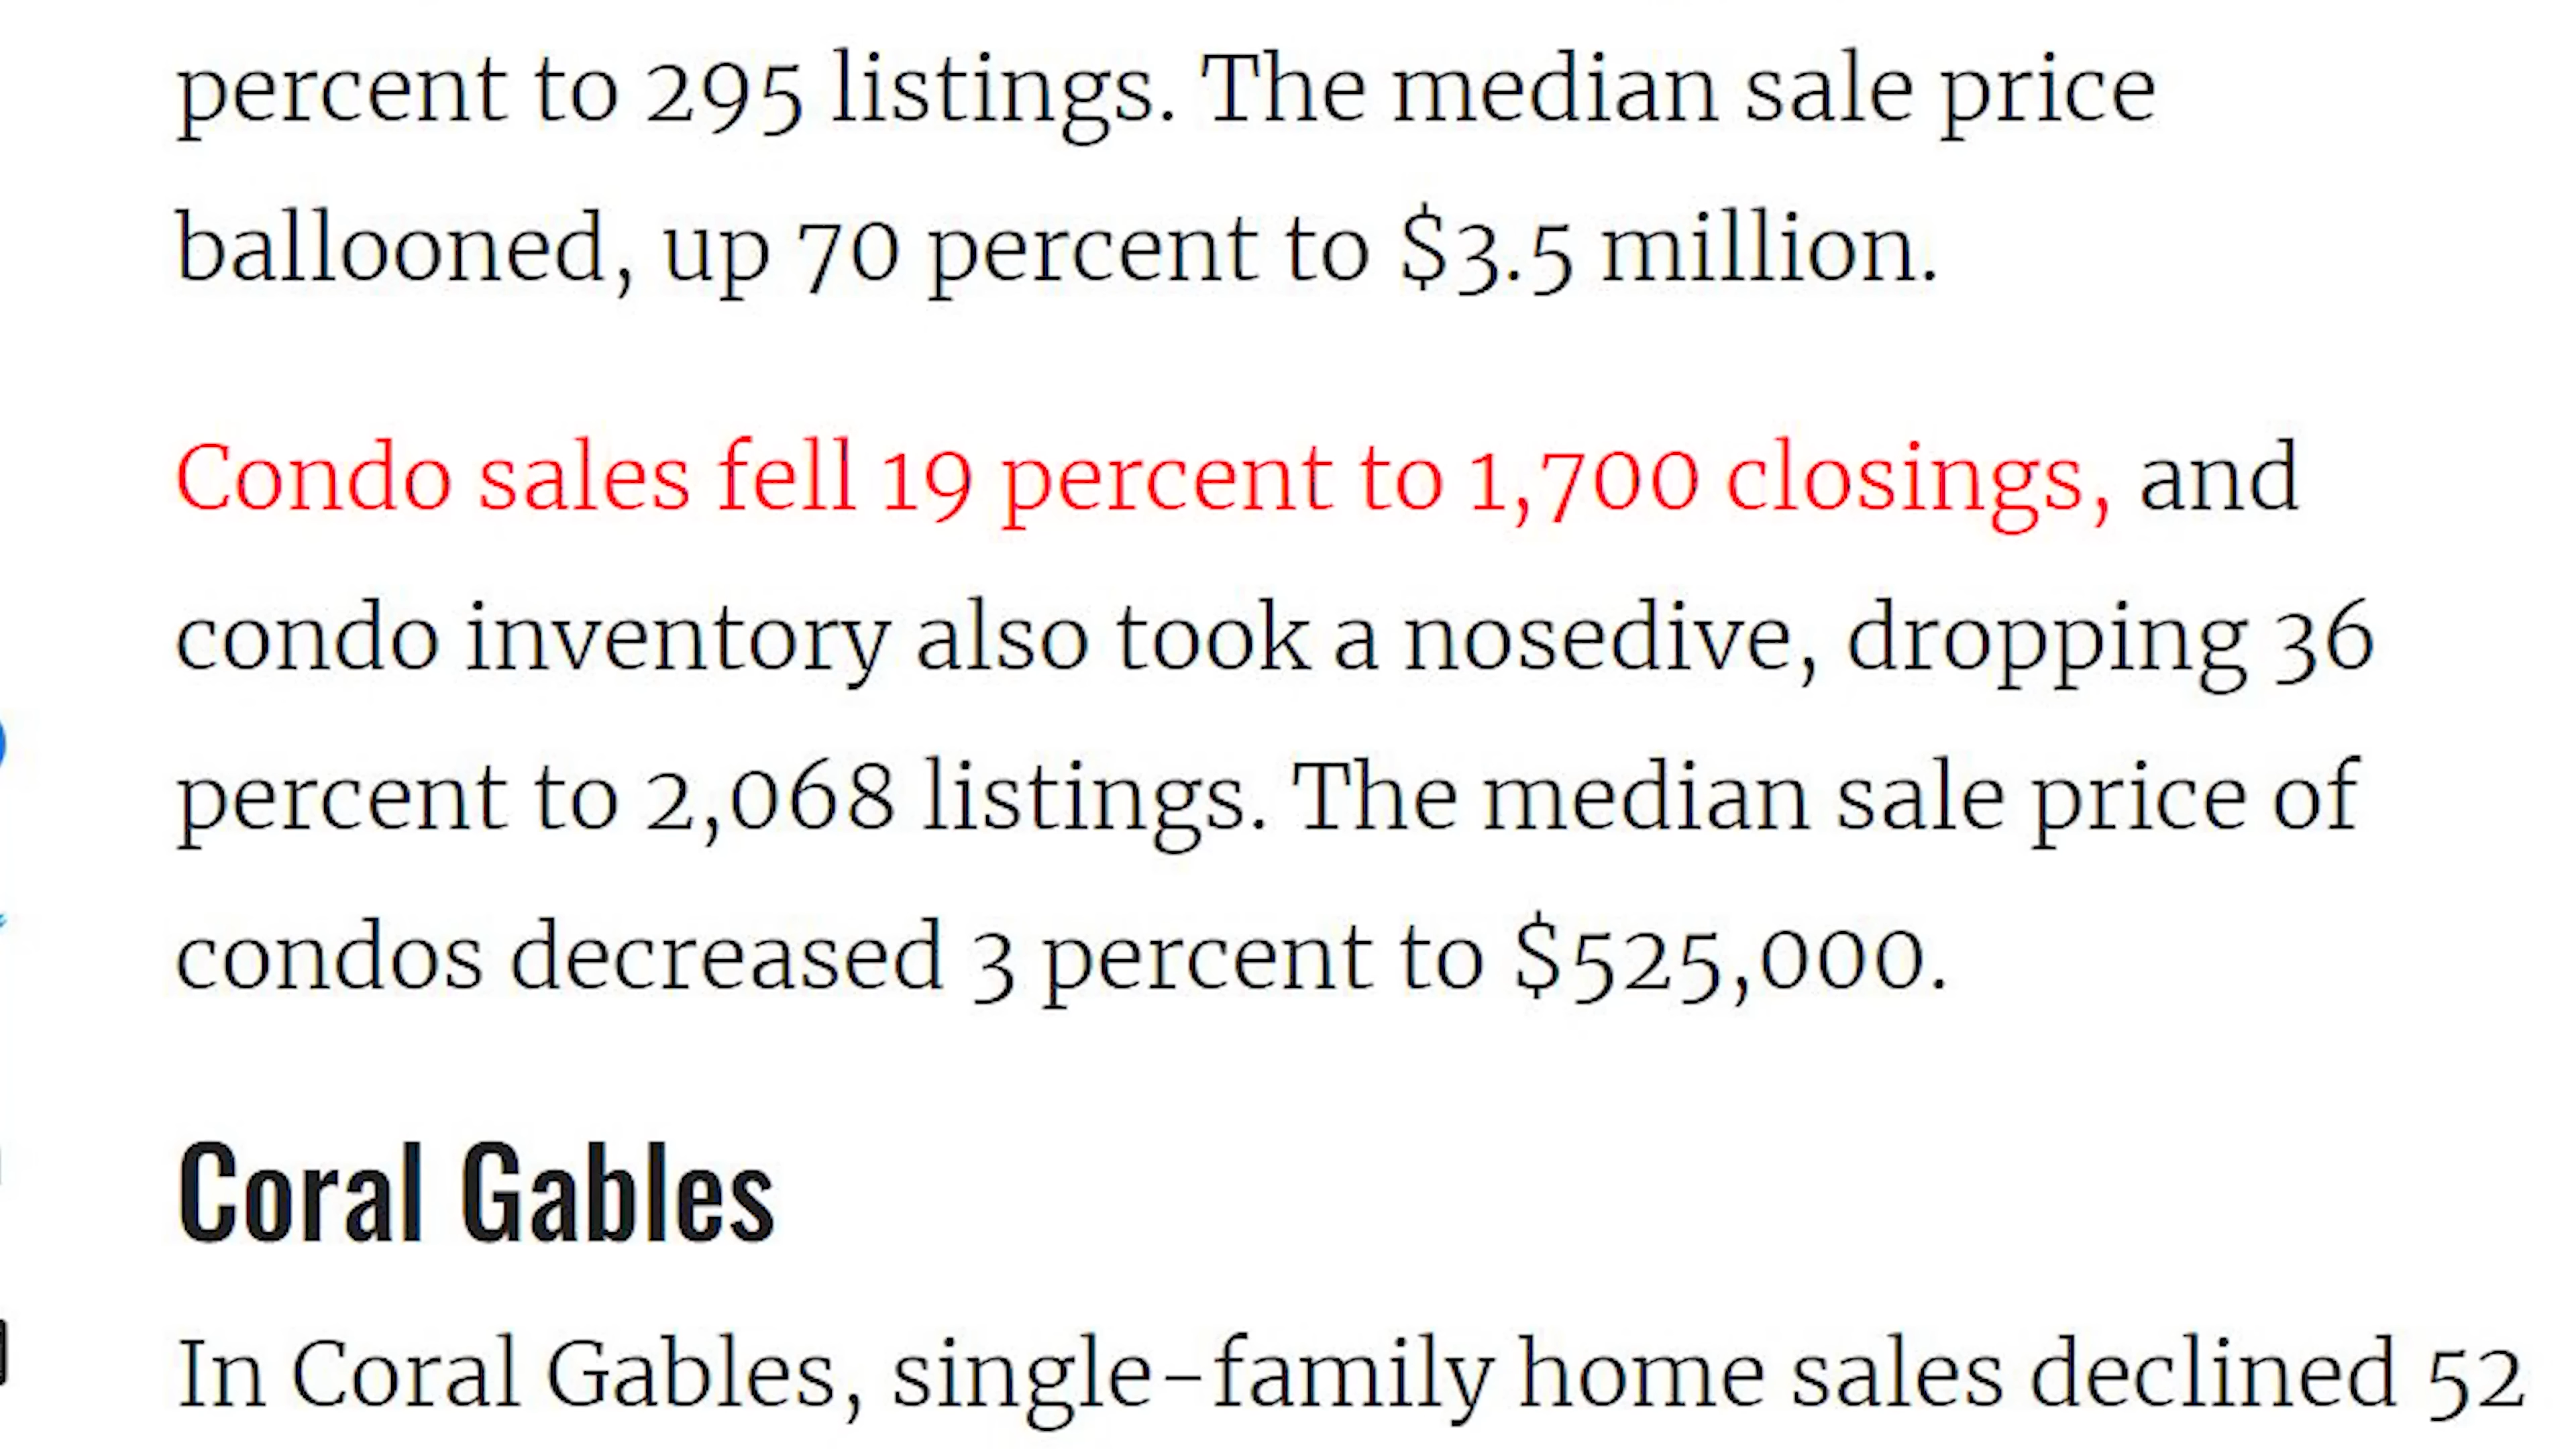 percent to 295 listings. The median sale price
ballooned, up 70 percent to $3.5 million.
Condo sales fell 19 percent to 1,700 closings, and
condo inventory also took a nosedive, dropping 36
percent to 2,068 listings. The median sale price of
condos decreased 3 percent to $525,000.
Coral Gables
In Coral Gables, single-family home sales declined 52